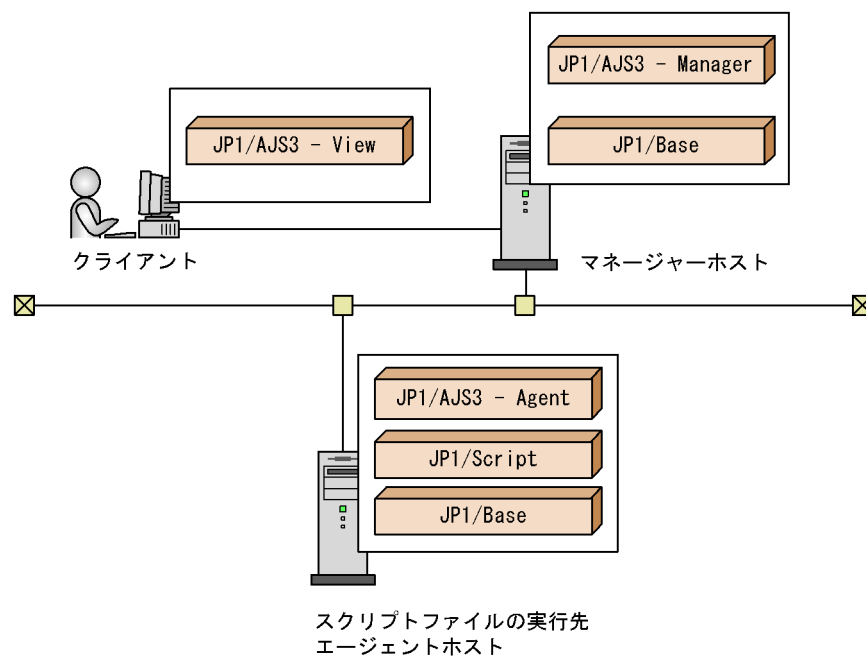 JP1/AJS3 - Manager
JP1/AJS3 - View
JP1/Base
クライアント
マネージャーホスト
JP1/AJS3 - Agent
JP1/Script
JP1/Base
スクリプトファイルの実行先
エージェントホスト